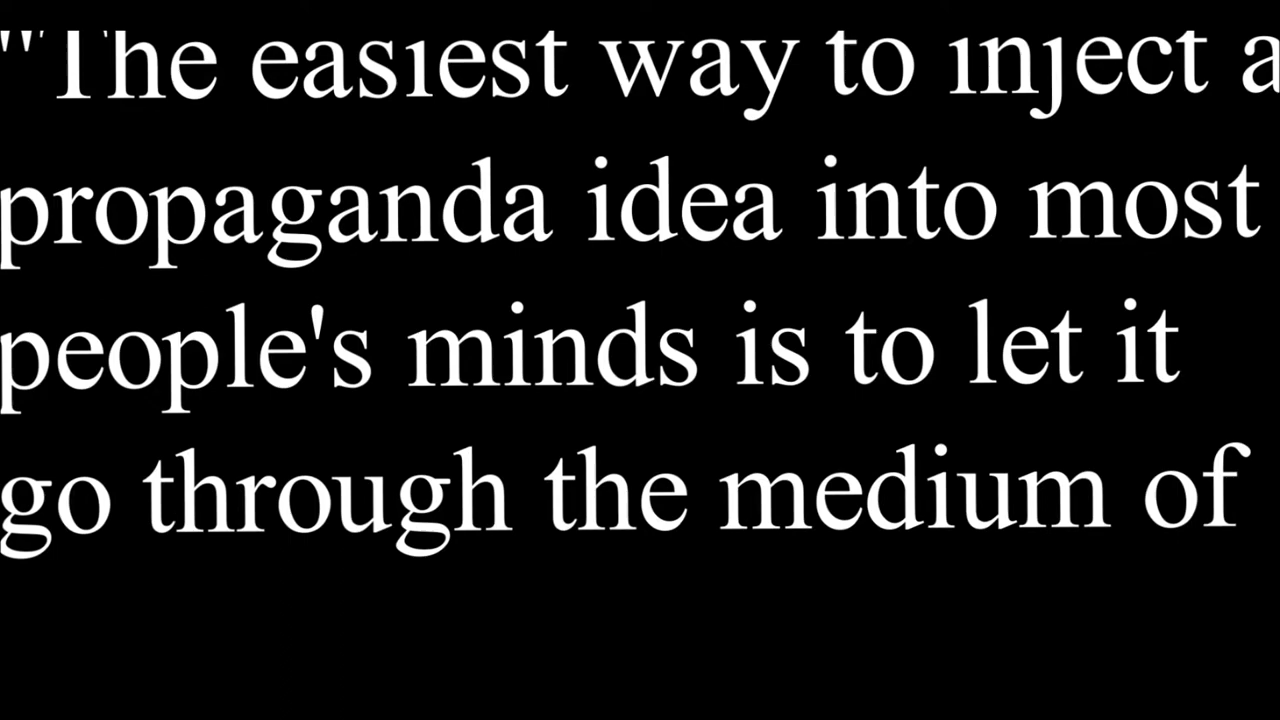 "The easiest way to inject a
propaganda idea into most
people's minds is to let it
go through the medium of